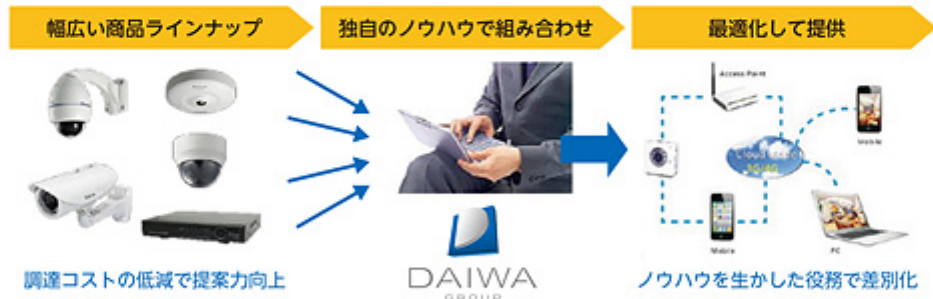 幅広い商品ラインナップ
独自のノウハウで組み合わせ
最適化して提供
Access Point
Mobile
3G/4G
Mobile
PC
調達コストの低減で提案力向上
DAIWA
GROUP
ノウハウを生かした役務で差別化